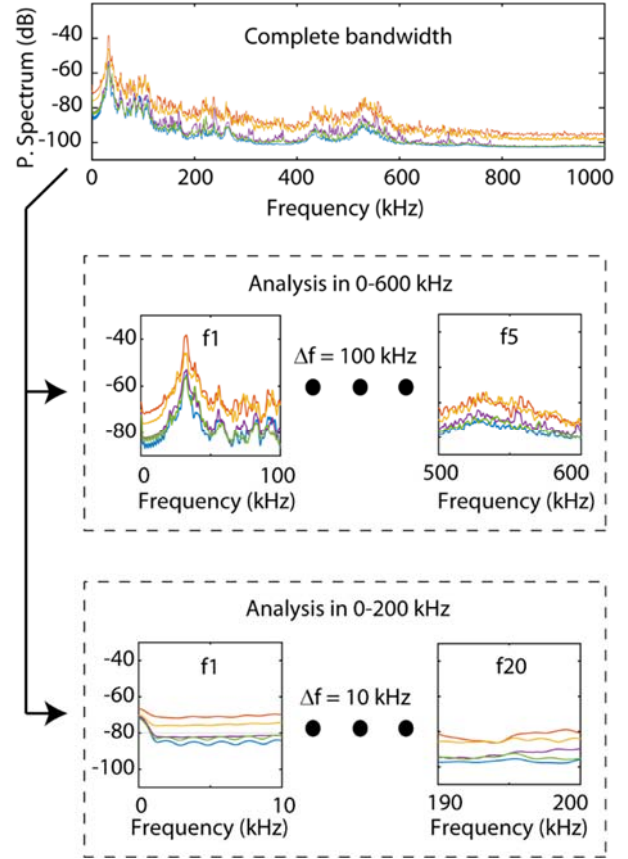 P. Spectrum (dB)
Complete bandwidth
-40
-60
-80
-100
0 200 400 600 800 1000
Frequency (kHz)
Analysis in 0-600 kHz
f1
-40
-60
-80
0 100
Frequency (kHz)
Δf = 100 kHz
f5
500 600
Frequency (kHz)
Analysis in 0-200 kHz
f1
-40
-60
-80
-100
0 10
Frequency (kHz)
Δf = 10 kHz
f20
190 200
Frequency (kHz)